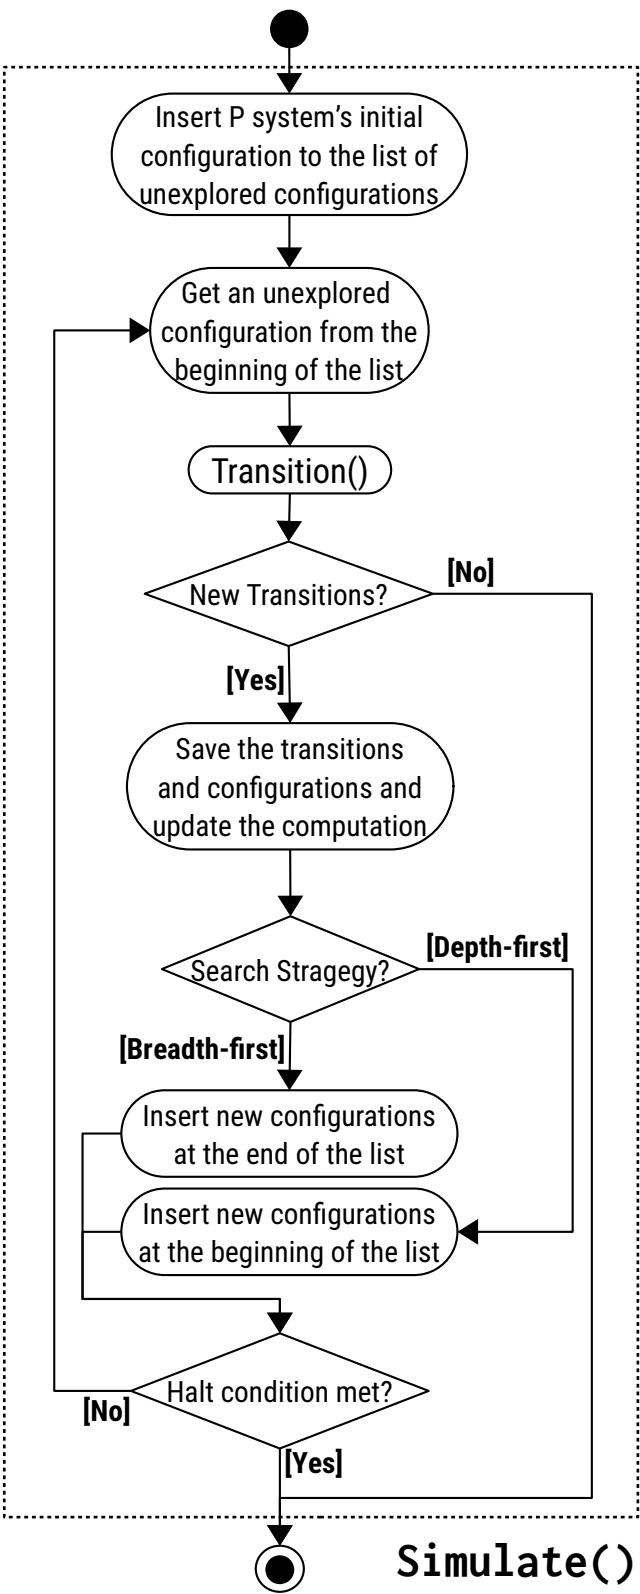 Insert P system’s initial
configuration to the list of
unexplored configurations
Get an unexplored
configuration from the
beginning of the list
Transition()
New Transitions?
[No]
[Yes]
Save the transitions
and configurations and
update the computation
Search Stragegy?
[Depth-first]
[Breadth-first]
Insert new configurations
at the end of the list
Insert new configurations
at the beginning of the list
Halt condition met?
[No]
[Yes]
Simulate()